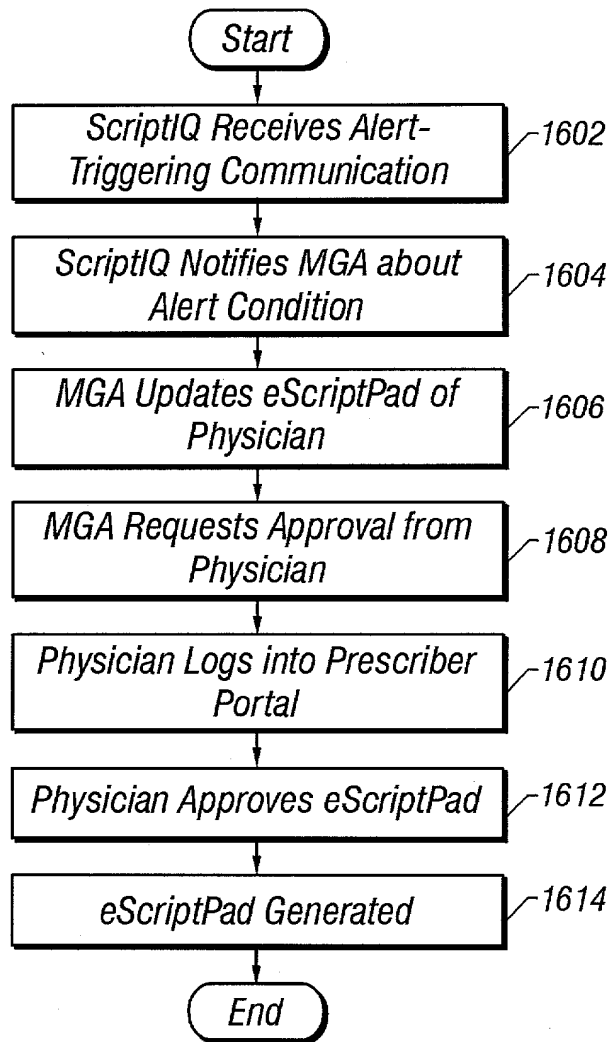 Start
ScriptIQ Receives Alert-
Triggering Communication
1602
ScriptIQ Notifies MGA about
Alert Condition
1604
MGA Updates eScriptPad of
Physician
1606
MGA Requests Approval from
Physician
1608
Physician Logs into Prescriber
Portal
1610
Physician Approves eScriptPad
1612
eScriptPad Generated
1614
End